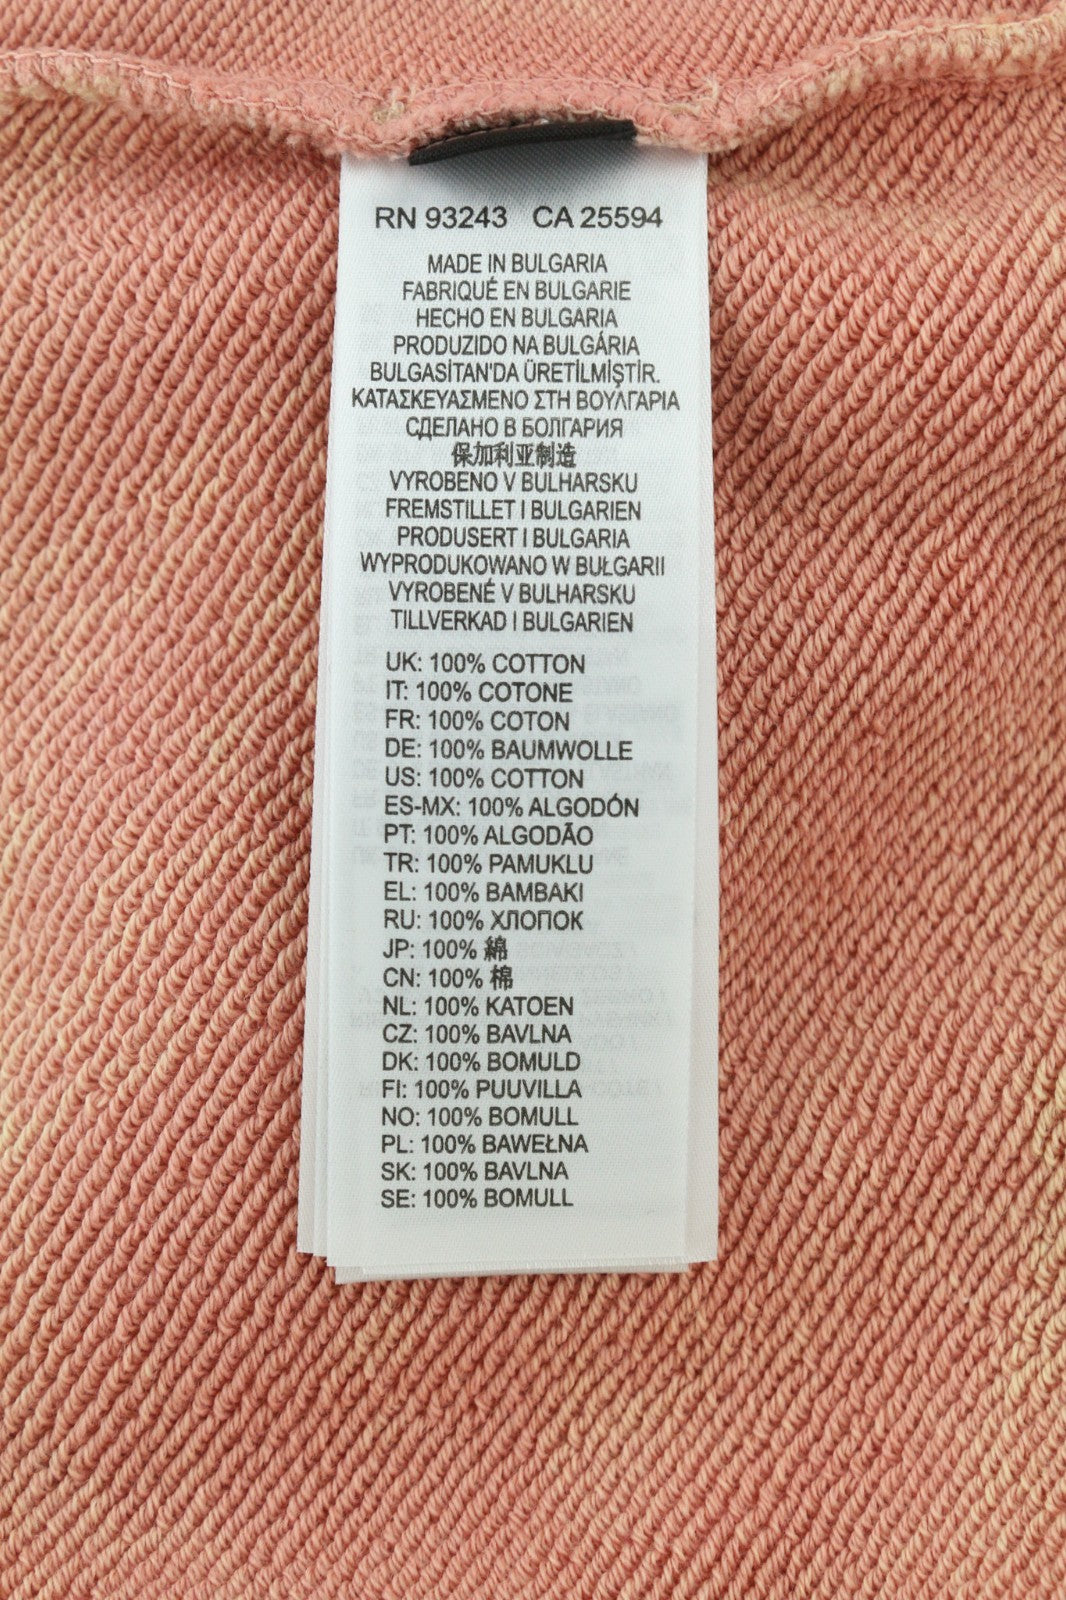 RN 93243 CA 25594
MADE IN BULGARIA
FABRIQUÉ EN BULGARIE
HECHO EN BULGARIA
PRODUZIDO NA BULGÁRIA
BULGASİTAN'DA ÜRETİLMİŞTİR.
ΚΑΤΑΣΚΕΥΑΣΜΕΝΟ ΣΤΗ ΒΟΥΛΓΑΡΙΑ
СДЕЛАНО В БОЛГАРИЯ
保加利亚制造
VYROBENO V BULHARSKU
FREMSTILLET I BULGARIEN
PRODUSERT I BULGARIA
WYPRODUKOWANO W BUŁGARII
VYROBENÉ V BULHARSKU
TILLVERKAD I BULGARIEN
UK: 100% COTTON
IT: 100% COTONE
FR: 100% COTON
DE: 100% BAUMWOLLE
US: 100% COTTON
ES-MX: 100% ALGODÓN
PT: 100% ALGODÃO
TR: 100% PAMUKLU
EL: 100% BAMBAKI
RU: 100% ХЛОПОК
JP: 100% 綿
CN: 100% 棉
NL: 100% KATOEN
CZ: 100% BAVLNA
DK: 100% BOMULD
FI: 100% PUUVILLA
NO: 100% BOMULL
PL: 100% BAWEŁNA
SK: 100% BAVLNA
SE: 100% BOMULL